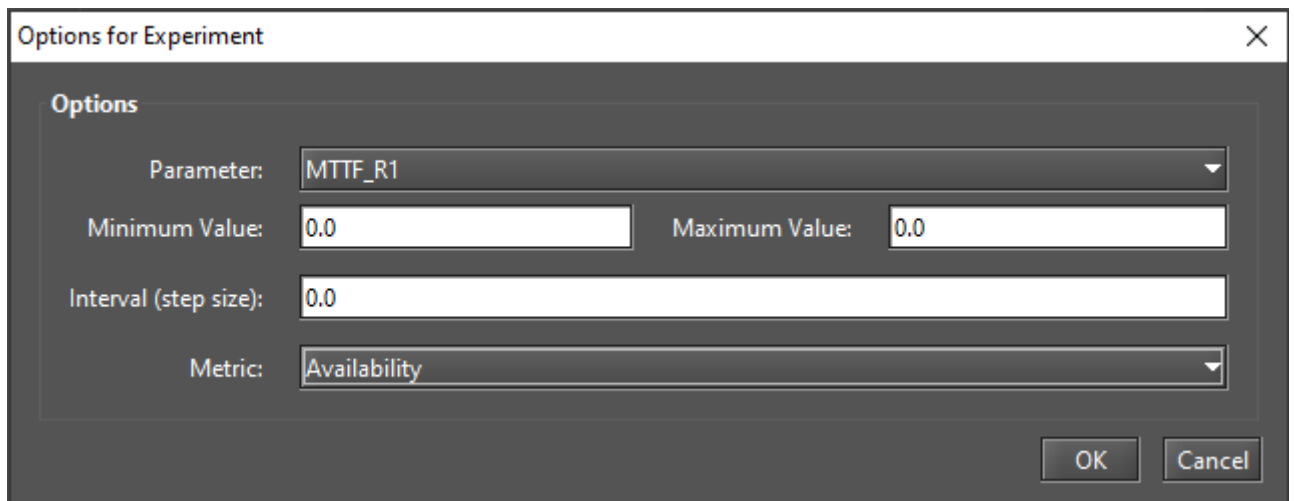 Options for Experiment
Options
Parameter: MTTF_R1
Minimum Value: 0.0 Maximum Value: 0.0
Interval (step size): 0.0
Metric: Availability
OK Cancel